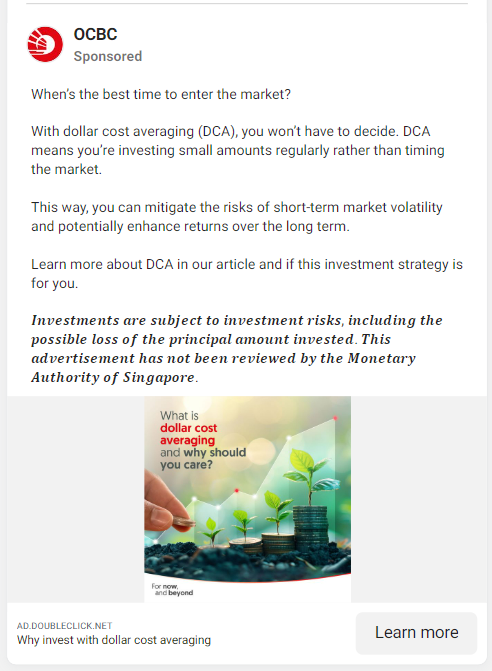 OCBC
Sponsored
When's the best time to enter the market?
With dollar cost averaging (DCA), you won't have to decide. DCA
means you're investing small amounts regularly rather than timing
the market.
This way, you can mitigate the risks of short-term market volatility
and potentially enhance returns over the long term.
Learn more about DCA in our article and if this investment strategy is
for you.
Investments are subject to investment risks, including the
possible loss of the principal amount invested. This
advertisement has not been reviewed by the Monetary
Authority of Singapore.
What is
dollar cost
averaging
and why should
you care?
For now,
and beyond
AD.DOUBLECLICK.NET
Why invest with dollar cost averaging
Learn more